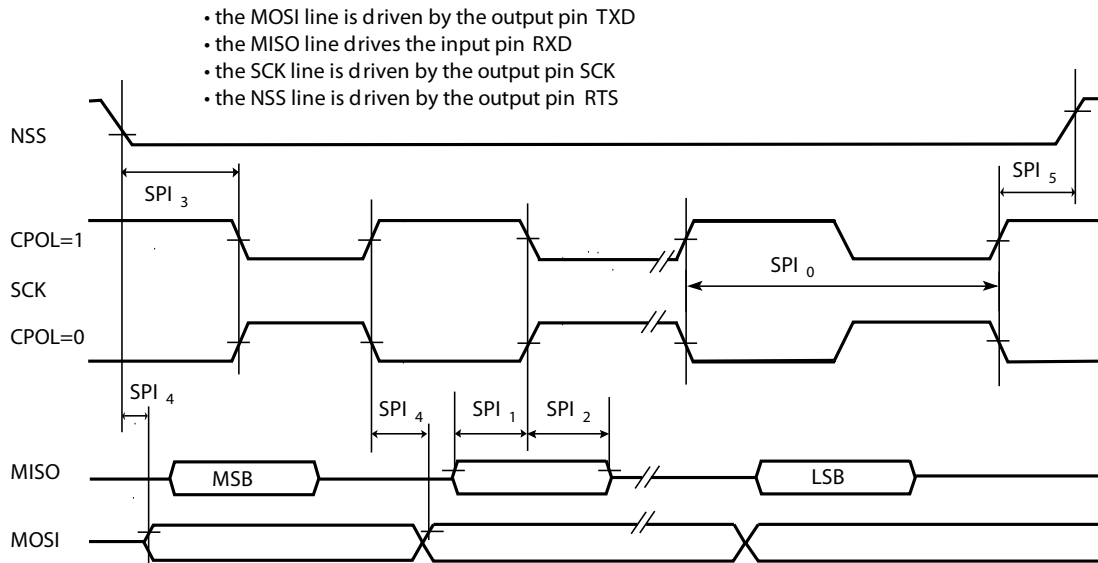 • the MOSI line is driven by the output pin TXD
• the MISO line drives the input pin RXD
• the SCK line is driven by the output pin SCK
• the NSS line is driven by the output pin RTS
NSS
SPI 3
SPI 5
CPOL=1
SPI 0
SCK
CPOL=0
SPI 4
SPI 4
SPI 1
SPI 2
MISO
MSB
LSB
MOSI